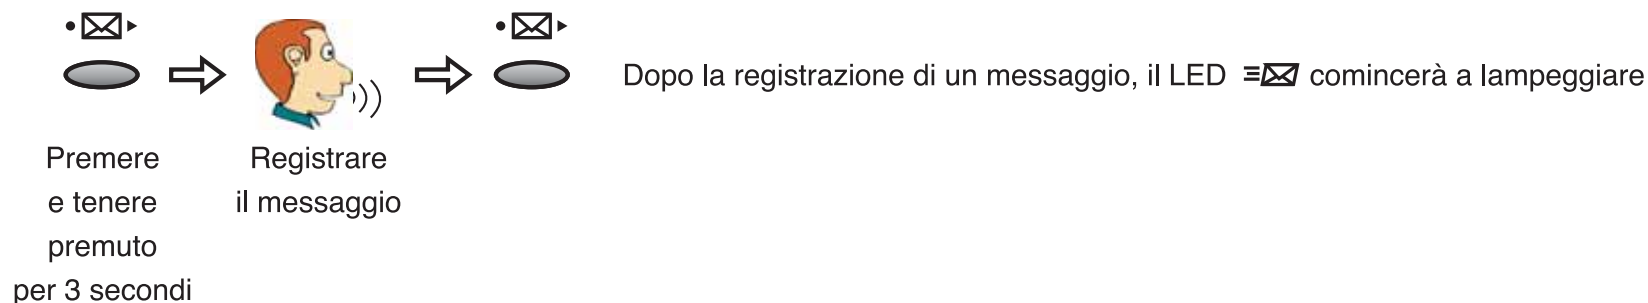 Dopo la registrazione di un messaggio, il LED comincerà a lampeggiare
Premere
e tenere
premuto
per 3 secondi
Registrare
il messaggio